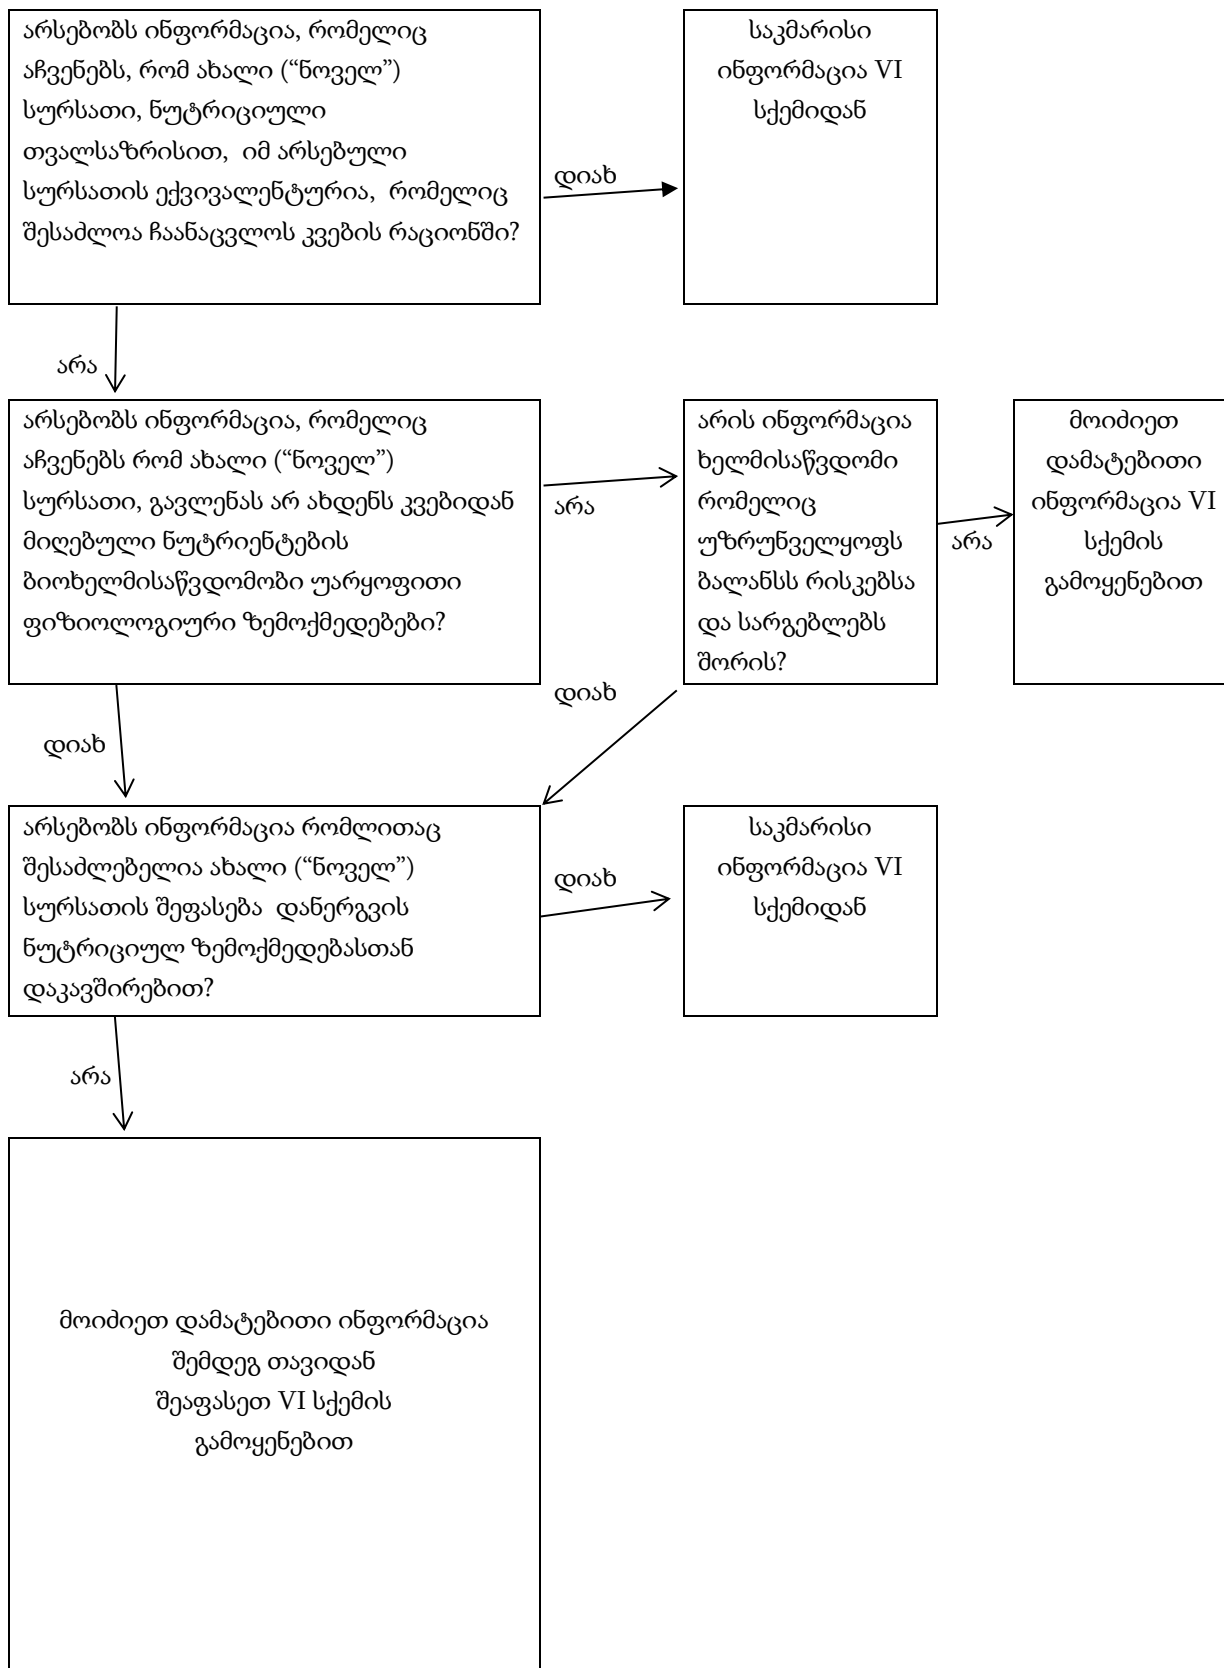 არსებობს ინფორმაცია, რომელიც
აჩვენებს, რომ ახალი (“ნოველ”)
სურსათი, ნუტრიციული
თვალსაზრისით, იმ არსებული
სურსათის ექვივალენტურია, რომელიც
შესაძლოა ჩაანაცვლოს კვების რაციონში?
დიახ
საკმარისი
ინფორმაცია VI
სქემიდან
არა
არსებობს ინფორმაცია, რომელიც
აჩვენებს რომ ახალი (“ნოველ”)
სურსათი, გავლენას არ ახდენს კვებიდან
მიღებული ნუტრიენტების
ბიოხელმისაწვდომობი უარყოფითი
ფიზიოლოგიური ზემოქმედებები?
არა
არის ინფორმაცია
ხელმისაწვდომი
რომელიც
უზრუნველყოფს
ბალანსს რისკებსა
და სარგებლებს
შორის?
არა
მოიძიეთ
დამატებითი
ინფორმაცია VI
სქემის
გამოყენებით
დიახ
დიახ
არსებობს ინფორმაცია რომლითაც
შესაძლებელია ახალი (“ნოველ”)
სურსათის შეფასება დანერგვის
ნუტრიციულ ზემოქმედებასთან
დაკავშირებით?
დიახ
საკმარისი
ინფორმაცია VI
სქემიდან
არა
მოიძიეთ დამატებითი ინფორმაცია
შემდეგ თავიდან
შეაფასეთ VI სქემის
გამოყენებით